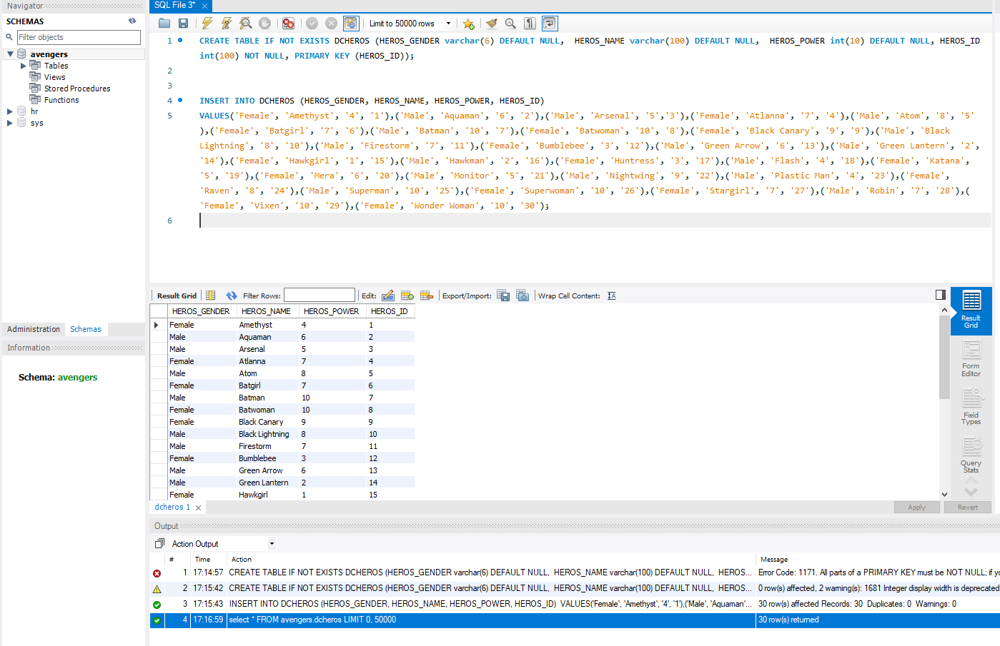 Navigator
SCHEMAS
Filter objects
avengers
Tables
Views
Stored Procedures
Functions
hr
sys
Administration Schemas
Information
Schema: avengers
SQL File 3*
Limit to 50000 rows
1 CREATE TABLE IF NOT EXISTS DCHEROS (HEROS_GENDER varchar(6) DEFAULT NULL, HEROS_NAME varchar(100) DEFAULT NULL, HEROS_POWER int(10) DEFAULT NULL, HEROS_ID
int(100) NOT NULL, PRIMARY KEY (HEROS_ID));
2
3
4 INSERT INTO DCHEROS (HEROS_GENDER, HEROS_NAME, HEROS_POWER, HEROS_ID)
5 VALUES('Female', 'Amethyst', '4', '1'),('Male', 'Aquaman', '6', '2'),('Male', 'Arsenal', '5','3'),('Female', 'Atlanna', '7', '4'),('Male', 'Atom', '8', '5'
),('Female', 'Batgirl', '7', '6'),('Male', 'Batman', '10', '7'),('Female', 'Batwoman', '10', '8'),('Female', 'Black Canary', '9', '9'),('Male', 'Black
Lightning', '8', '10'),('Male', 'Firestorm', '7', '11'),('Female', 'Bumblebee', '3', '12'),('Male', 'Green Arrow', '6', '13'),('Male', 'Green Lantern', '2',
'14'),('Female', 'Hawkgirl', '1', '15'),('Male', 'Hawkman', '2', '16'),('Female', 'Huntress', '3', '17'),('Male', 'Flash', '4', '18'),('Female', 'Katana',
'5', '19'),('Female', 'Mera', '6', '20'),('Male', 'Monitor', '5', '21'),('Male', 'Nightwing', '9', '22'),('Male', 'Plastic Man', '4', '23'),('Female',
'Raven', '8', '24'),('Male', 'Superman', '10', '25'),('Female', 'Superwoman', '10', '26'),('Female', 'Stargirl', '7', '27'),('Male', 'Robin', '7', '28'),(
'Female', 'Vixen', '10', '29'),('Female', 'Wonder Woman', '10', '30');
6
Result Grid Filter Rows: Edit: Export/Import: Wrap Cell Content:
HEROS_GENDER HEROS_NAME HEROS_POWER HEROS_ID
Female Amethyst 4 1
Male Aquaman 6 2
Male Arsenal 5 3
Female Atlanna 7 4
Male Atom 8 5
Female Batgirl 7 6
Male Batman 10 7
Female Batwoman 10 8
Female Black Canary 9 9
Male Black Lightning 8 10
Male Firestorm 7 11
Female Bumblebee 3 12
Male Green Arrow 6 13
Male Green Lantern 2 14
Female Hawkgirl 1 15
Result
Grid
Form
Editor
Field
Types
Query
Stats
dcheros 1
Apply Revert
Output
Action Output
# Time Action Message
1 17:14:57 CREATE TABLE IF NOT EXISTS DCHEROS (HEROS_GENDER varchar(6) DEFAULT NULL, HEROS_NAME varchar(100) DEFAULT NULL, HEROS... Error Code: 1171. All parts of a PRIMARY KEY must be NOT NULL; if yo
2 17:15:42 CREATE TABLE IF NOT EXISTS DCHEROS (HEROS_GENDER varchar(6) DEFAULT NULL, HEROS_NAME varchar(100) DEFAULT NULL, HEROS... 0 row(s) affected, 2 warning(s): 1681 Integer display width is deprecated
3 17:15:43 INSERT INTO DCHEROS (HEROS_GENDER, HEROS_NAME, HEROS_POWER, HEROS_ID) VALUES('Female', 'Amethyst', '4', '1'),('Male', 'Aquaman'... 30 row(s) affected Records: 30 Duplicates: 0 Warnings: 0
4 17:16:59 select * FROM avengers.dcheros LIMIT 0, 50000 30 row(s) returned